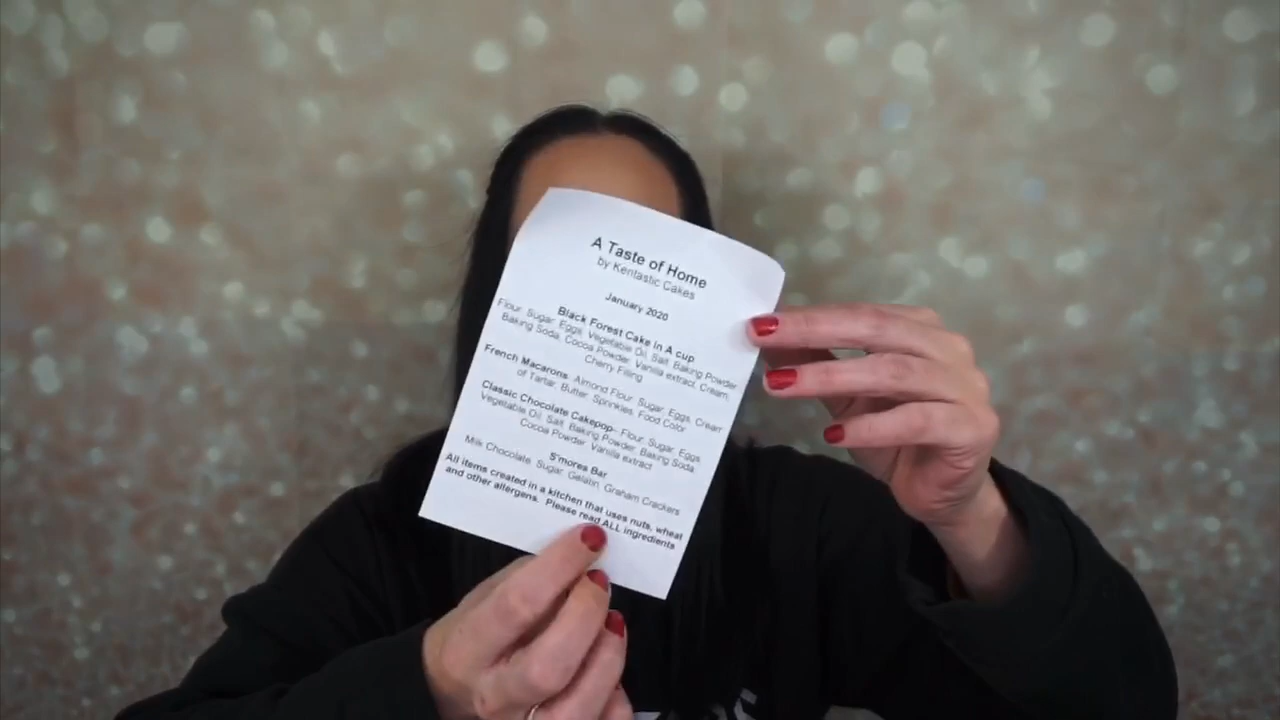 A Taste of Home
by Kentastic Cakes
January 2020
Black Forest Cake in A cup
Flour, Sugar, Eggs, Vegetable Oil, Salt, Baking Powder
Baking Soda, Cocoa Powder, Vanilla extract, Cream,
Cherry Filling
French Macarons- Almond Flour, Sugar, Eggs, Cream
of Tartar, Butter, Sprinkles, Food Color
Classic Chocolate Cakepop– Flour, Sugar, Eggs
Vegetable Oil, Salt, Baking Powder, Baking Soda,
Cocoa Powder, Vanilla extract
S'mores Bar
Milk Chocolate, Sugar, Gelatin, Graham Crackers
All items created in a kitchen that uses nuts, wheat
and other allergens. Please read ALL ingredients